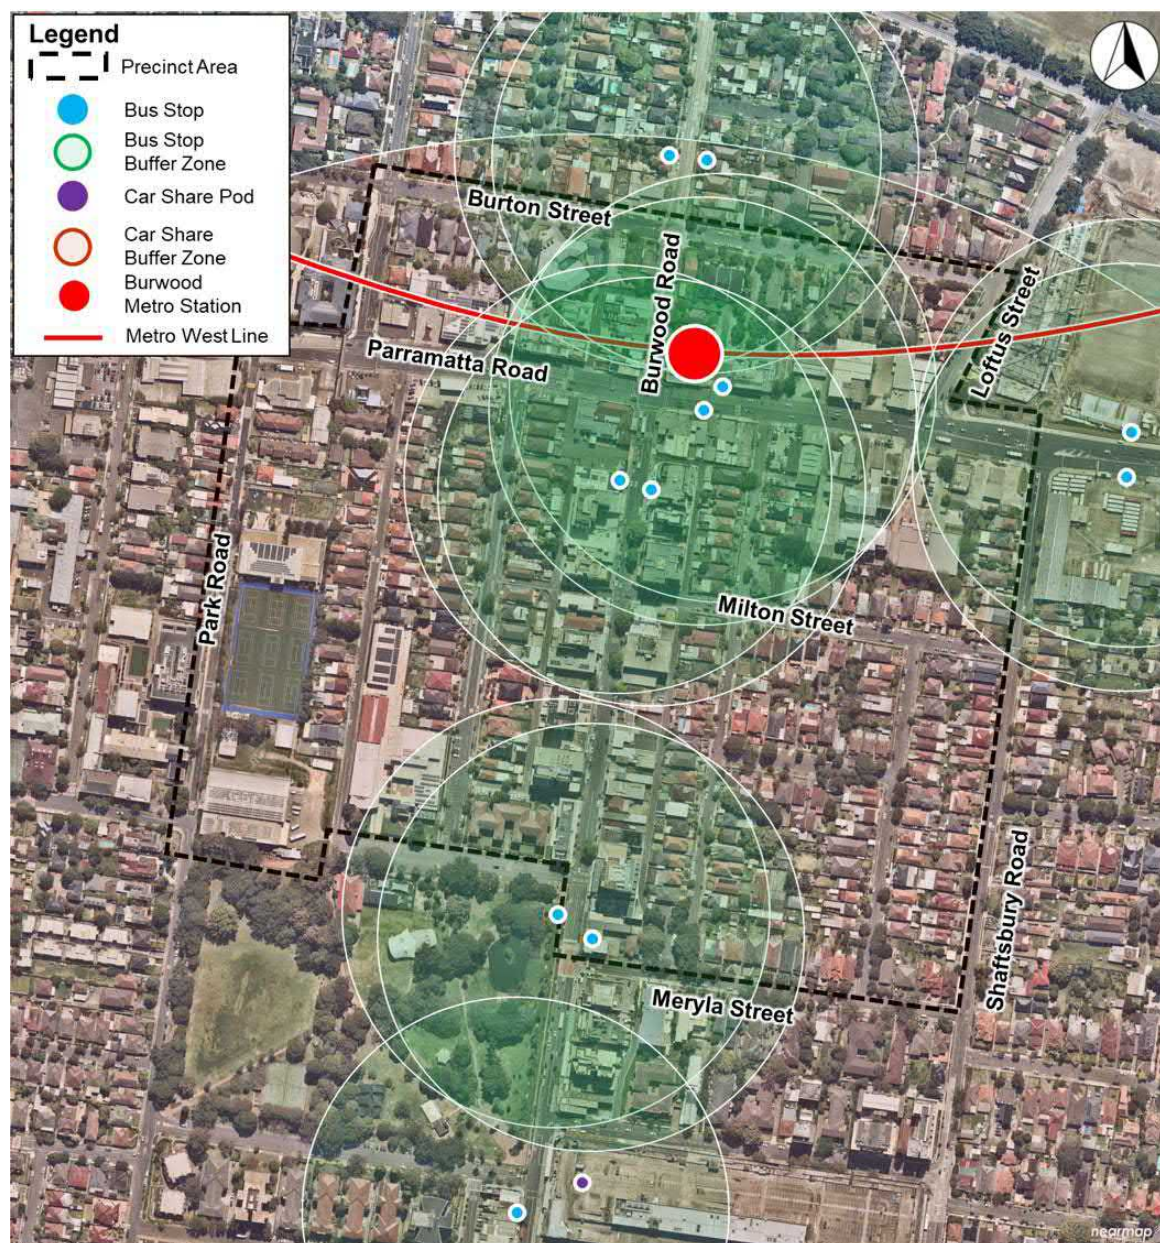 Legend
Precinct Area
Bus Stop
Bus Stop
Buffer Zone
Car Share Pod
Car Share
Buffer Zone
Burwood
Metro Station
Metro West Line
Burton Street
Burwood Road
Parramatta Road
Loftus Street
Park Road
Milton Street
Shaftsbury Road
Meryla Street
nearmap